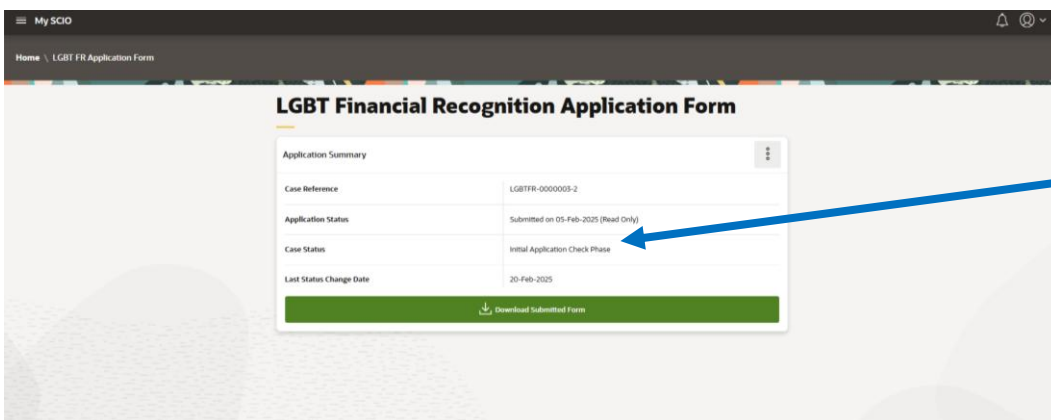 My SCIO
Home \ LGBT FR Application Form
LGBT Financial Recognition Application Form
Application Summary
Case Reference LGBTFR-0000003-2
Application Status Submitted on 05-Feb-2025 (Read Only)
Case Status Initial Application Check Phase
Last Status Change Date 20-Feb-2025
Download Submitted Form